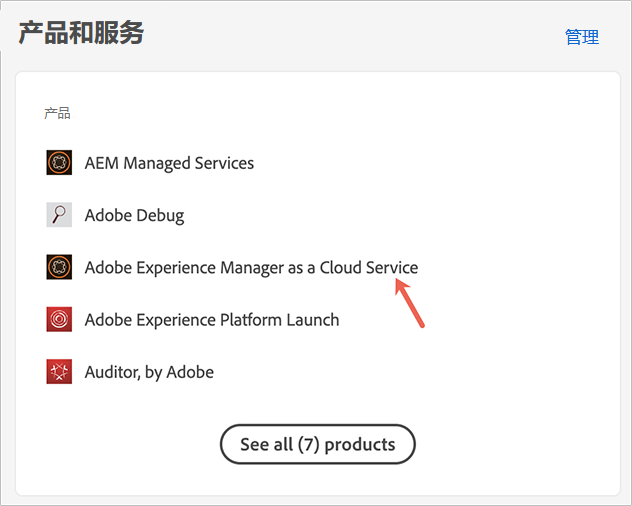 产品和服务
管理
产品
AEM Managed Services
Adobe Debug
Adobe Experience Manager as a Cloud Service
Adobe Experience Platform Launch
Auditor, by Adobe
See all (7) products